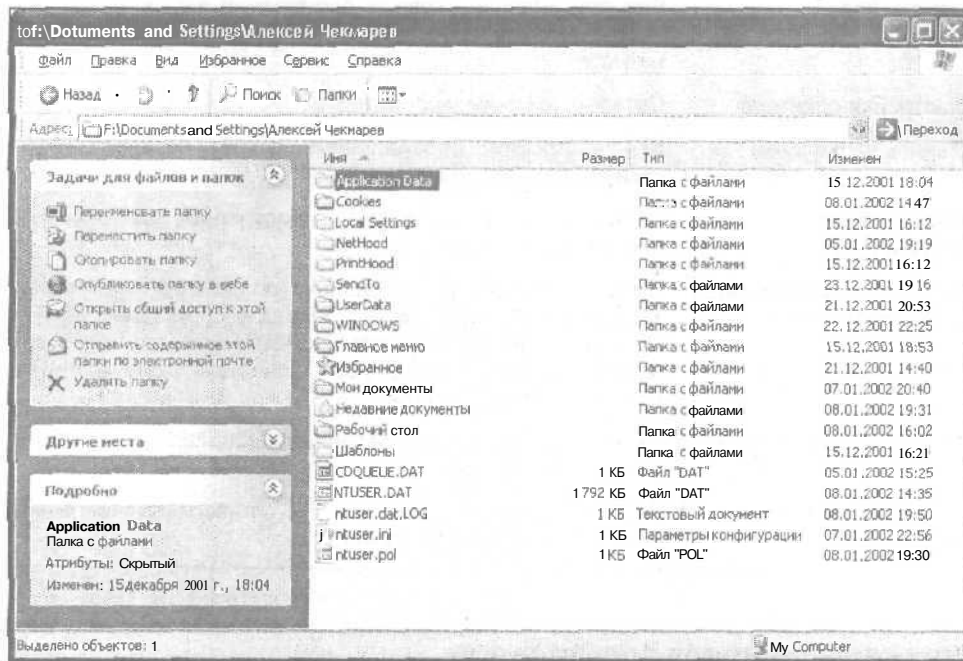 tof:\Dotuments and Settings\Алексей Чекмарев
Файл Правка Вид Избранное Сервис Справка
Назад Поиск Папки
Адрес: F:\Documents and Settings\Алексей Чекмарев Переход
Задачи для файлов и папок
Переименовать папку
Переместить папку
Скопировать папку
Опубликовать папку в вебе
Открыть общий доступ к этой
папке
Отправить содержимое этой
папки по электронной почте
Удалить папку
Другие места
Подробно
Application Data
Папка с файлами
Атрибуты: Скрытый
Изменен: 15 декабря 2001 г., 18:04
Имя Размер Тип Изменен
Application Data Папка с файлами 15 12.2001 18:04
Cookies Папка с файлами 08.01.2002 14 47
Local Settings Папка с файлами 15.12.2001 16:12
NetHood Папка с файлами 05.01.2002 19:19
PrintHood Папка с файлами 15.12.2001 16:12
SendTo Папка с файлами 23.12.2001 19 16
UserData Папка с файлами 21.12.2001 20:53
WINDOWS Папка с файлами 22.12.2001 22:25
Главное меню Папка с файлами 15.12.2001 18:53
Избранное Папка с файлами 21.12.2001 14:40
Мои документы Папка с файлами 07.01.2002 20:40
Недавние документы Папка с файлами 08.01.2002 19:31
Рабочий стол Папка с файлами 08.01.2002 16:02
Шаблоны Папка с файлами 15.12.2001 16:21
CDQUEUE.DAT 1 КБ Файл "DAT" 05.01.2002 15:25
NTUSER.DAT 1 792 КБ Файл "DAT" 08.01.2002 14:35
ntuser.dat.LOG 1 КБ Текстовый документ 08.01.2002 19:50
ntuser.ini 1 КБ Параметры конфигурации 07.01.2002 22:56
ntuser.pol 1 КБ Файл "POL" 08.01.2002 19:30
Выделено объектов: 1 My Computer